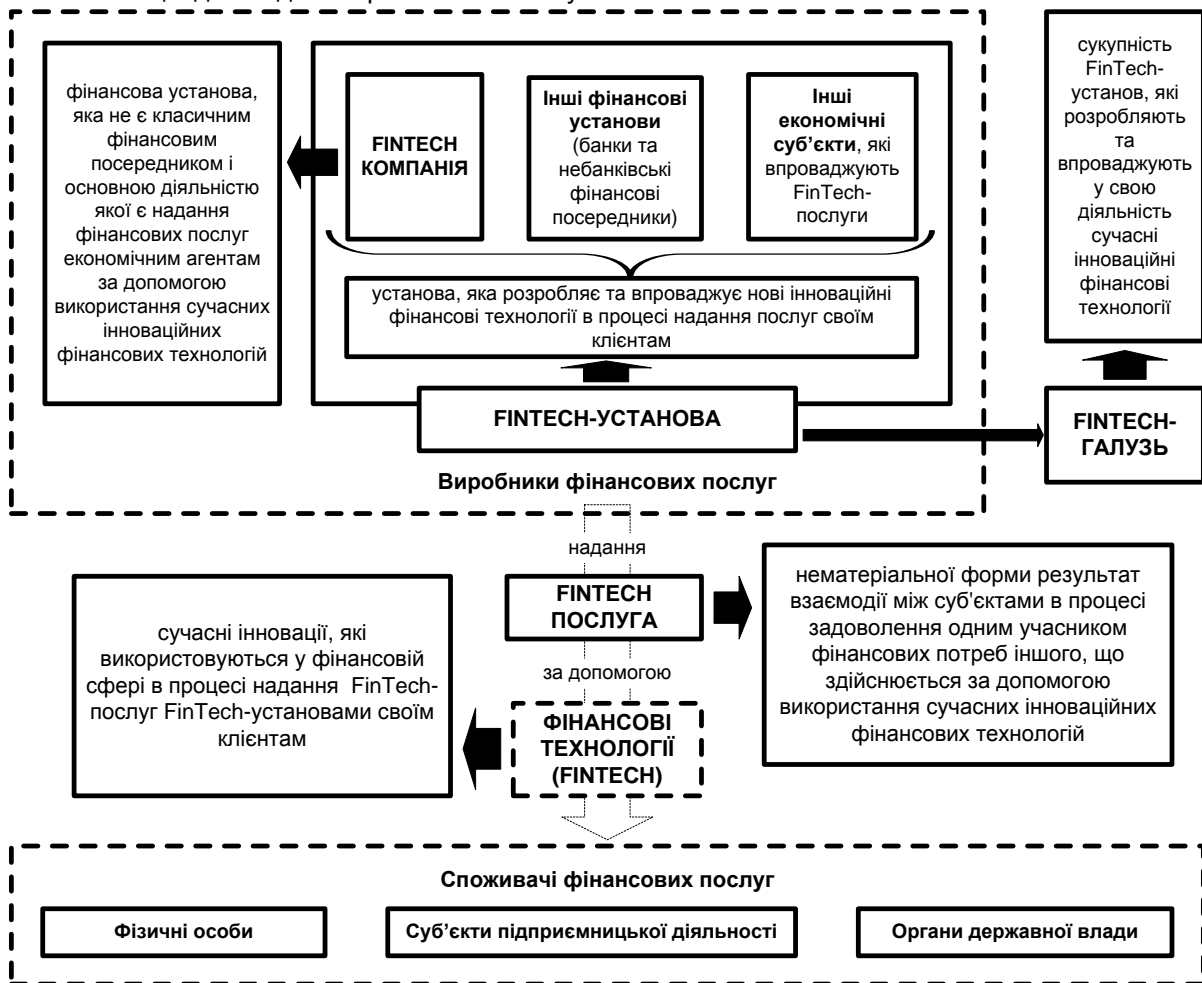 фінансова установа,
яка не є класичним
фінансовим
посередником і
основною діяльністю
якої є надання
фінансових послуг
економічним агентам
за допомогою
використання сучасних
інноваційних
фінансових технологій
FINTECH
КОМПАНІЯ
Інші фінансові
установи
(банки та
небанківські
фінансові
посередники)
Інші
економічні
суб’єкти, які
впроваджують
FinTech-
послуги
установа, яка розробляє та впроваджує нові інноваційні
фінансові технології в процесі надання послуг своїм
клієнтам
FINTECH-УСТАНОВА
Виробники фінансових послуг
сукупність
FinTech-
установ, які
розробляють
та
впроваджують
у свою
діяльність
сучасні
інноваційні
фінансові
технології
FINTECH-
ГАЛУЗЬ
надання
FINTECH
ПОСЛУГА
за допомогою
ФІНАНСОВІ
ТЕХНОЛОГІЇ
(FINTECH)
нематеріальної форми результат
взаємодії між суб'єктами в процесі
задоволення одним учасником
фінансових потреб іншого, що
здійснюється за допомогою
використання сучасних інноваційних
фінансових технологій
сучасні інновації, які
використовуються у фінансовій
сфері в процесі надання FinTech-
послуг FinTech-установами своїм
клієнтам
Споживачі фінансових послуг
Фізичні особи
Суб’єкти підприємницької діяльності
Органи державної влади